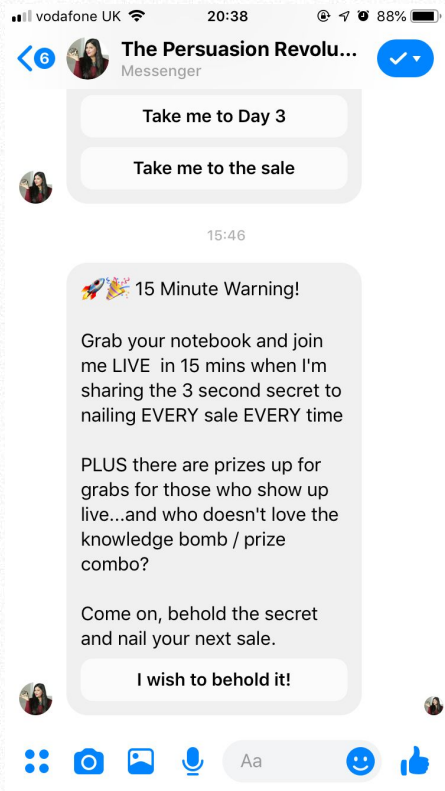 vodafone UK 20:38 88%
6 The Persuasion Revolu...
Messenger
Take me to Day 3
Take me to the sale
15:46
🚀🎉 15 Minute Warning!
Grab your notebook and join
me LIVE  in 15 mins when I'm
sharing the 3 second secret to
nailing EVERY sale EVERY time
PLUS there are prizes up for
grabs for those who show up
live...and who doesn't love the
knowledge bomb / prize
combo?
Come on, behold the secret
and nail your next sale.
I wish to behold it!
Aa